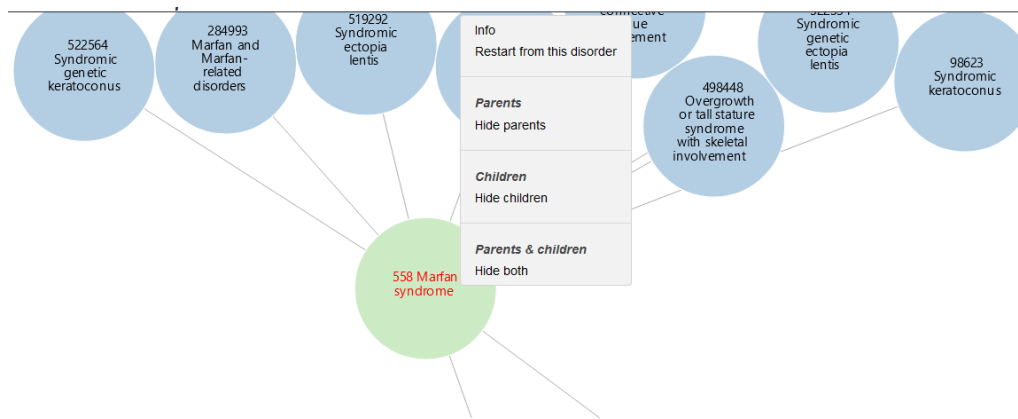 522564
Syndromic
genetic
keratoconus
284993
Marfan and
Marfan-
related
disorders
519292
Syndromic
ectopia
lentis
Info
Restart from this disorder
Parents
Hide parents
Children
Hide children
Parents & children
Hide both
498448
Overgrowth
or tall stature
syndrome
with skeletal
involvement
Syndromic
genetic
ectopia
lentis
98623
Syndromic
keratoconus
558 Marfan
syndrome